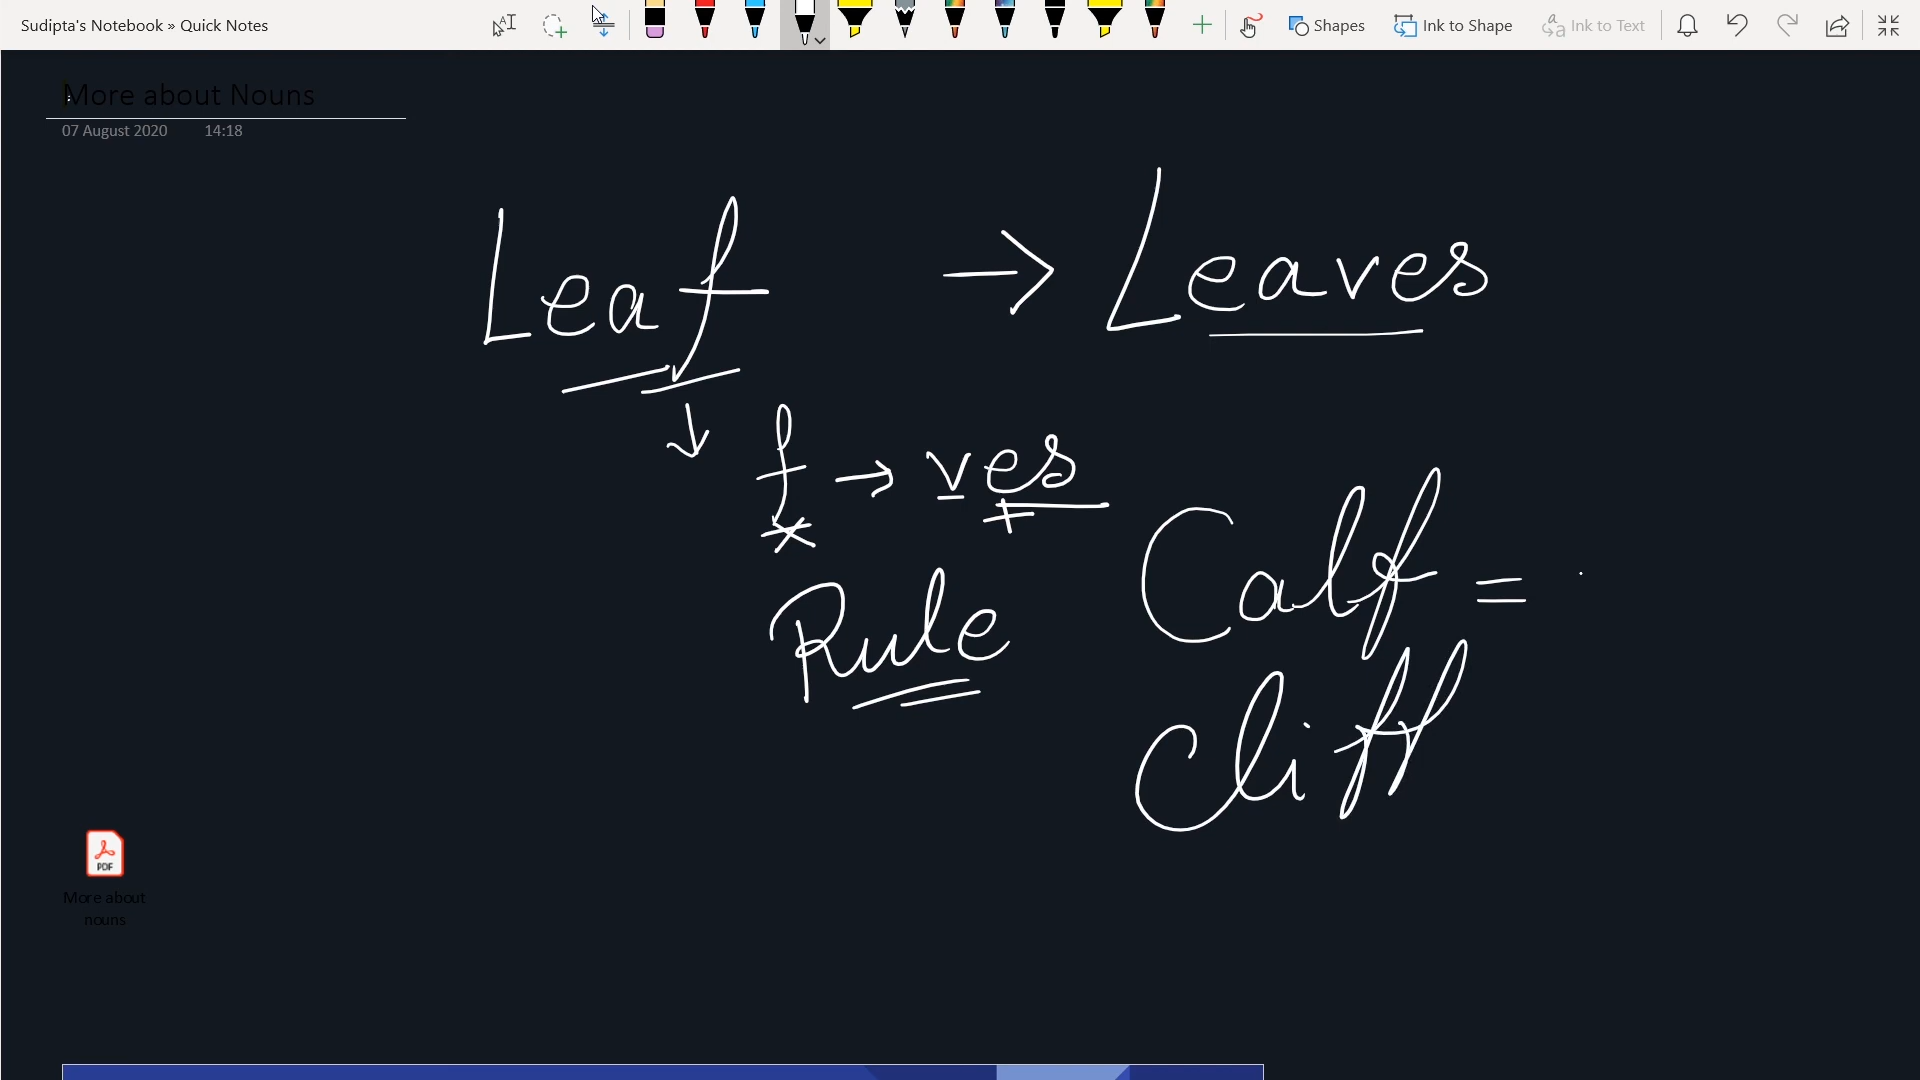 Sudipta's Notebook » Quick Notes
Shapes
Ink to Shape
Ink to Text
More about Nouns
07 August 2020 14:18
Leaf → Leaves
↓ f → ves
Rule
Calf =
Cliff
PDF
More about
nouns